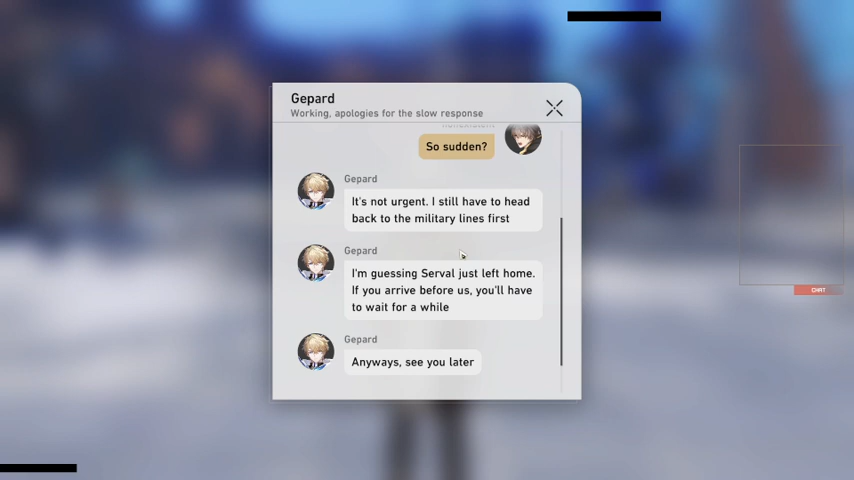 Gepard
Working, apologies for the slow response
So sudden?
Gepard
It's not urgent. I still have to head
back to the military lines first
Gepard
I'm guessing Serval just left home.
If you arrive before us, you'll have
to wait for a while
Gepard
Anyways, see you later
CHAT